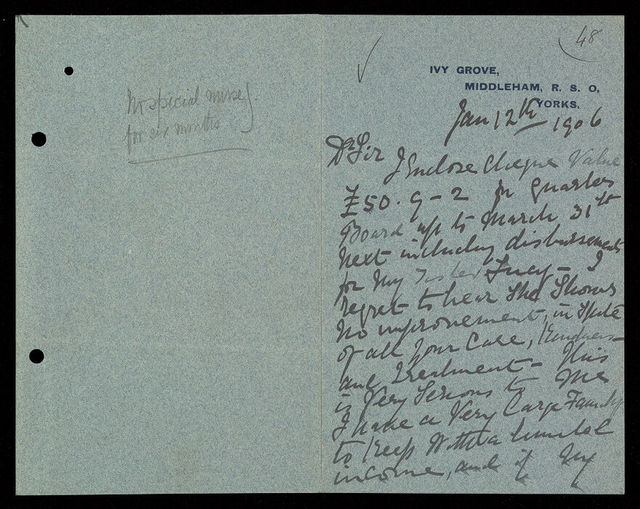 No special nurse
for six months
48
IVY GROVE,
MIDDLEHAM, R. S. O,
YORKS.
Jan 12th 1906
Dr Sir I Enclose Cheque Value
£50. 9 - 2 for Quarters
Board up to March 31st
Next including disbursements
for My Sister Lucy - I
regret to hear She Shows
No improvement, in Spite
of all your Care, Kindness
and Treatment - This
is Very Serious to Me
I have a Very Large Family
to Keep With a limited
income, and if My